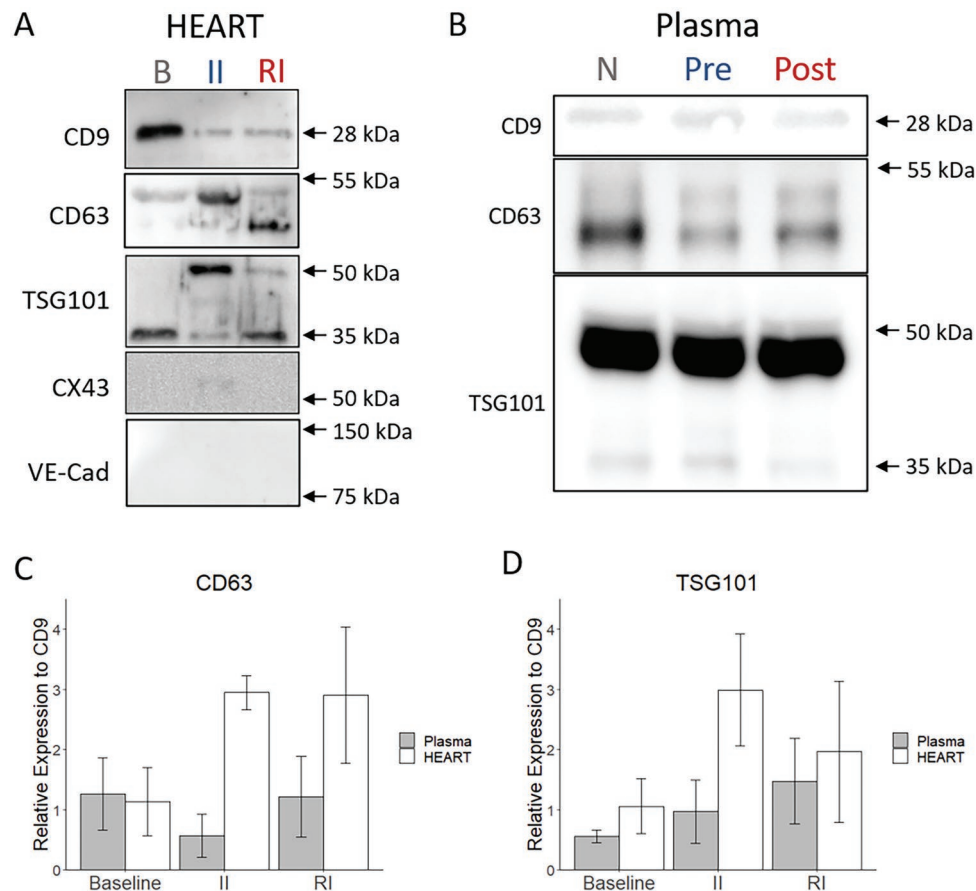 A
HEART
B II RI
CD9
← 28 kDa
← 55 kDa
CD63
TSG101
← 50 kDa
← 35 kDa
CX43
← 50 kDa
← 150 kDa
VE-Cad
← 75 kDa
B
Plasma
N Pre Post
CD9
← 28 kDa
← 55 kDa
CD63
← 50 kDa
TSG101
← 35 kDa
C
CD63
Relative Expression to CD9
4
3
2
1
0
Baseline II RI
Plasma
HEART
D
TSG101
Relative Expression to CD9
4
3
2
1
0
Baseline II RI
Plasma
HEART